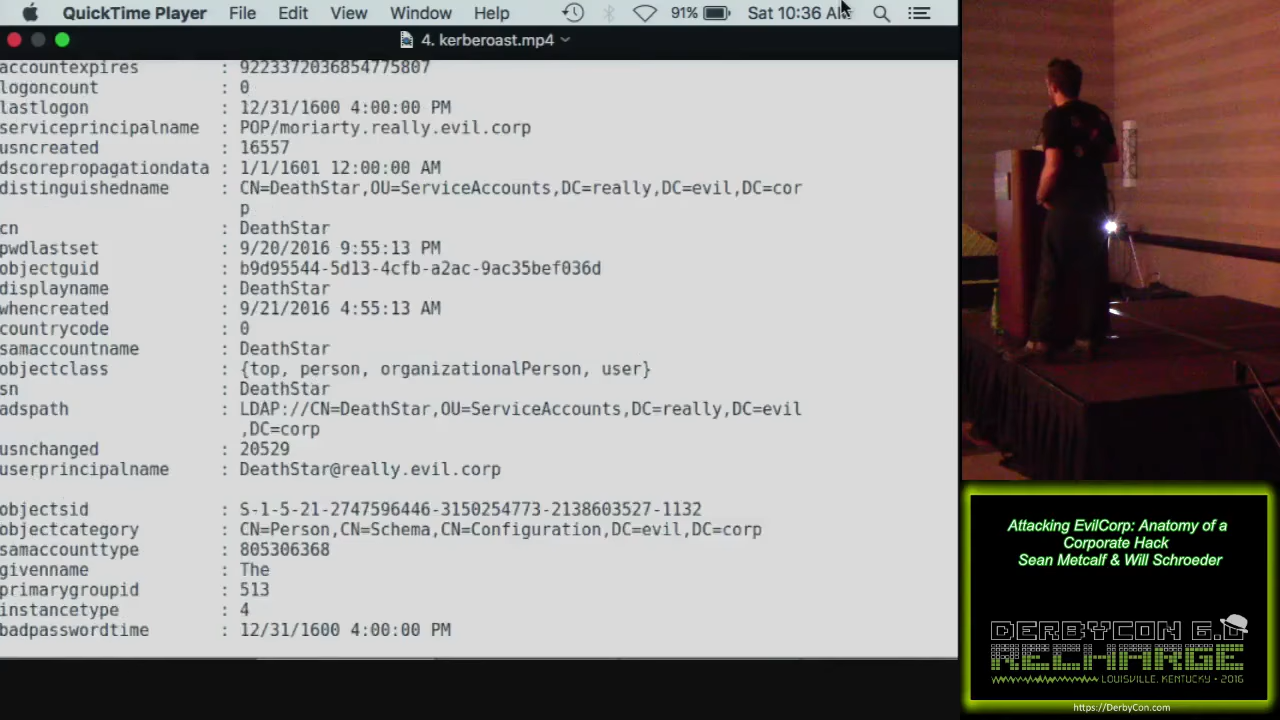 QuickTime Player File Edit View Window Help 91% Sat 10:36 AM
4. kerberoast.mp4
accountexpires : 9223372036854775807
logoncount : 0
lastlogon : 12/31/1600 4:00:00 PM
serviceprincipalname : POP/moriarty.really.evil.corp
usncreated : 16557
dscorepropagationdata : 1/1/1601 12:00:00 AM
distinguishedname : CN=DeathStar,OU=ServiceAccounts,DC=really,DC=evil,DC=cor
p
cn : DeathStar
pwdlastset : 9/20/2016 9:55:13 PM
objectguid : b9d95544-5d13-4cfb-a2ac-9ac35bef036d
displayname : DeathStar
whencreated : 9/21/2016 4:55:13 AM
countrycode : 0
samaccountname : DeathStar
objectclass : {top, person, organizationalPerson, user}
sn : DeathStar
adspath : LDAP://CN=DeathStar,OU=ServiceAccounts,DC=really,DC=evil
,DC=corp
usnchanged : 20529
userprincipalname : DeathStar@really.evil.corp
objectsid : S-1-5-21-2747596446-3150254773-2138603527-1132
objectcategory : CN=Person,CN=Schema,CN=Configuration,DC=evil,DC=corp
samaccounttype : 805306368
givenname : The
primarygroupid : 513
instancetype : 4
badpasswordtime : 12/31/1600 4:00:00 PM
Attacking EvilCorp: Anatomy of a
Corporate Hack
Sean Metcalf & Will Schroeder
DERBYCON 6.0
RECHARGE
LOUISVILLE, KENTUCKY • 2016
https://DerbyCon.com